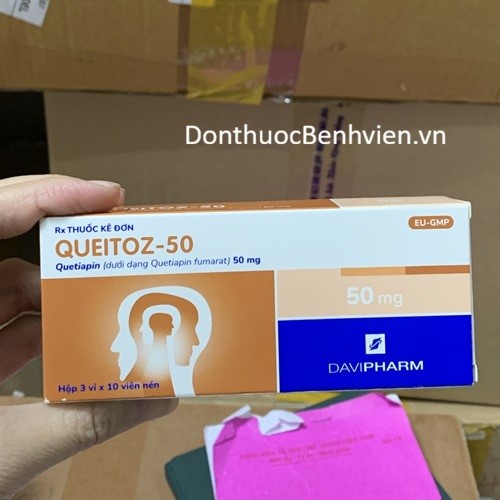 DonthuocBenhvien.vn
Rx THUỐC KÊ ĐƠN
EU-GMP
QUEITOZ-50
Quetiapin (dưới dạng Quetiapin fumarat) 50 mg
50 mg
DAVIPHARM
Hộp 3 vỉ x 10 viên nén